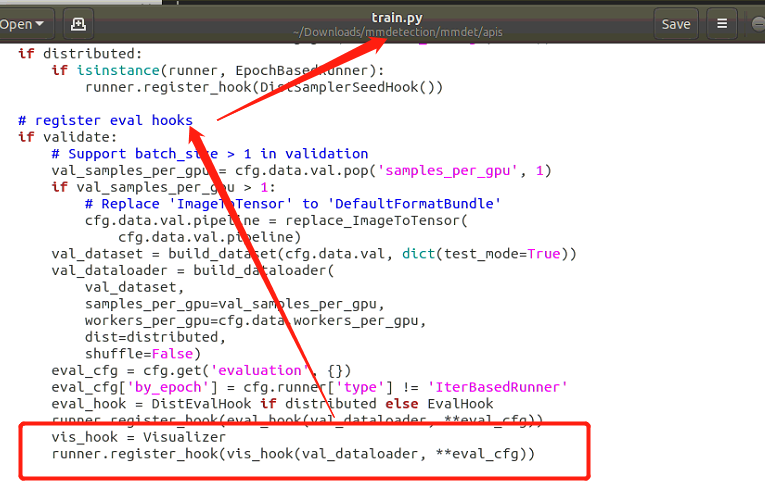 Open
train.py
~/Downloads/mmdetection/mmdet/apis
Save
if distributed:
    if isinstance(runner, EpochBasedRunner):
        runner.register_hook(DistSamplerSeedHook())
# register eval hooks
if validate:
    # Support batch_size > 1 in validation
    val_samples_per_gpu = cfg.data.val.pop('samples_per_gpu', 1)
    if val_samples_per_gpu > 1:
        # Replace 'ImageToTensor' to 'DefaultFormatBundle'
        cfg.data.val.pipeline = replace_ImageToTensor(
            cfg.data.val.pipeline)
    val_dataset = build_dataset(cfg.data.val, dict(test_mode=True))
    val_dataloader = build_dataloader(
        val_dataset,
        samples_per_gpu=val_samples_per_gpu,
        workers_per_gpu=cfg.data.workers_per_gpu,
        dist=distributed,
        shuffle=False)
    eval_cfg = cfg.get('evaluation', {})
    eval_cfg['by_epoch'] = cfg.runner['type'] != 'IterBasedRunner'
    eval_hook = DistEvalHook if distributed else EvalHook
    runner.register_hook(eval_hook(val_dataloader, **eval_cfg))
    vis_hook = Visualizer
    runner.register_hook(vis_hook(val_dataloader, **eval_cfg))